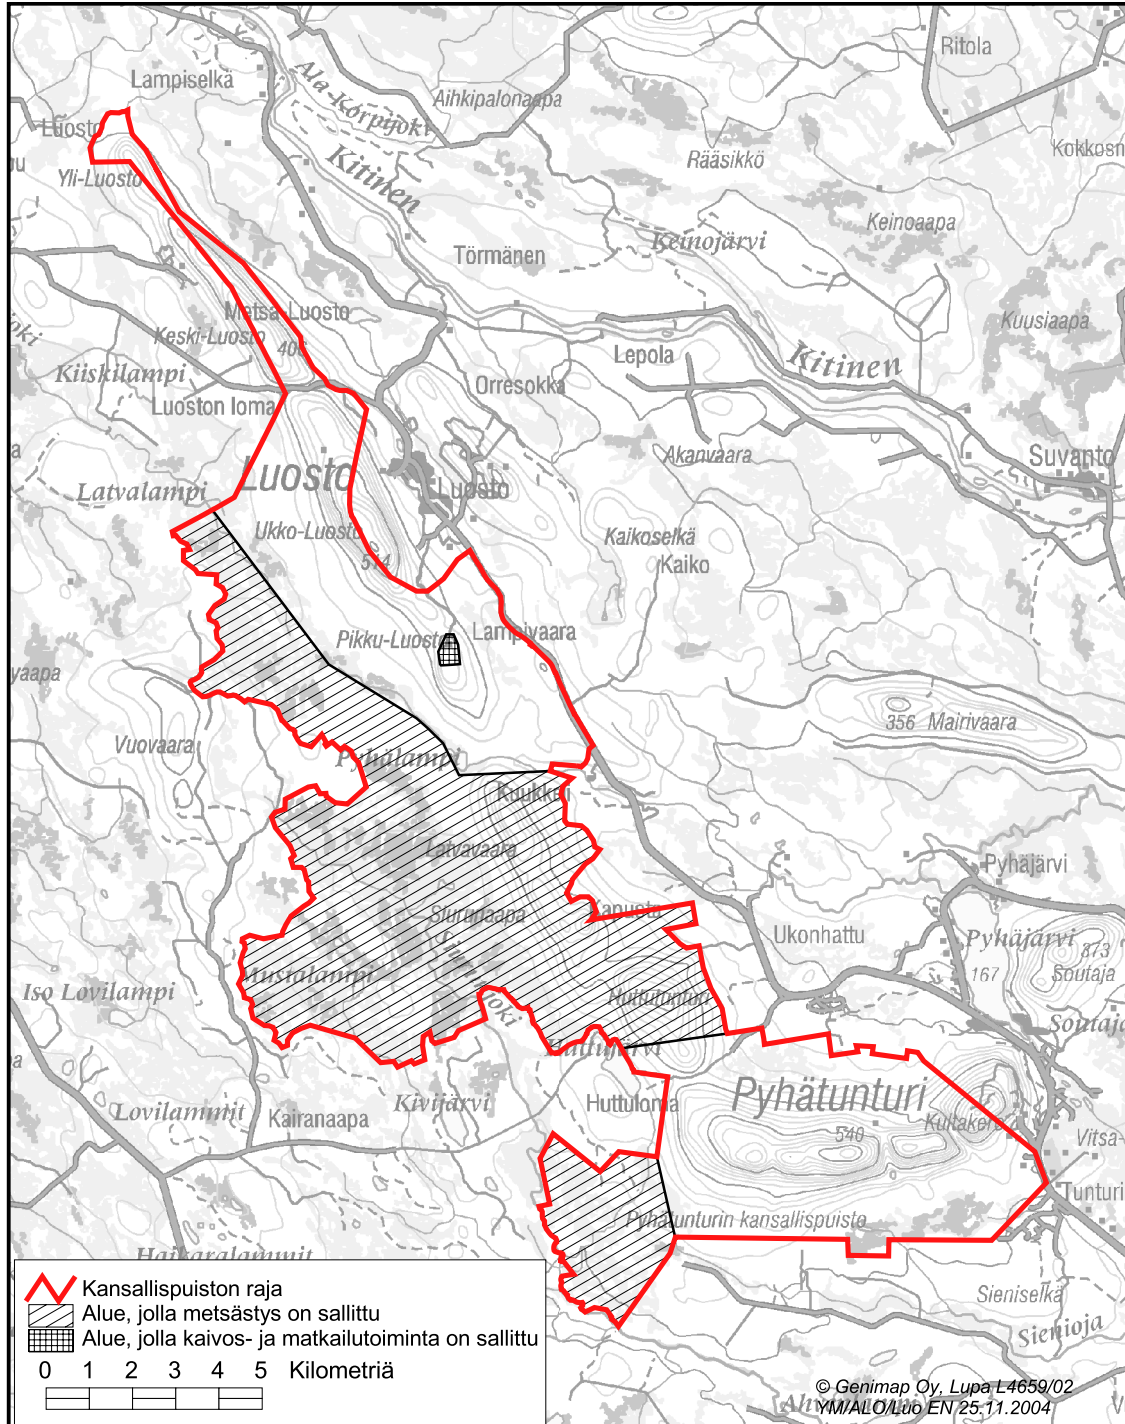 Ritola
Lampiselkä
Aihkipalonaapa
Ala-Korpijoki
Luosto
Kitinen
Rääsikkö
Kokkosn
Yli-Luosto
Keinoaapa
Keinojärvi
Törmänen
Metsä-Luosto
Kuusiaapa
Keski-Luosto
Lepola
Kitinen
Kiiskilampi
Orresokka
Luoston loma
Akanvaara
Suvanto
Luosto
Luosto
Latvalampi
Ukko-Luosto
514
Kaikoselkä
Kaiko
Pikku-Luosto
Lampivaara
yaapa
356 Mairivaara
Vuovaara
Pyhälampi
Kuukkeli
Latvavaara
Pyhäjärvi
Siurunaapa
Kapusta
Ukonhattu
Pyhäjärvi
Mustalampi
167
Soutaja
Iso Lovilampi
Huttutunturi
Soutaja
Huttujärvi
Pyhätunturi
Lovilammit
Kairanaapa
Kivijärvi
Huttuloma
540
Kultakero
Vitsa-
Tunturi
Pyhätunturin kansallispuisto
Haikaralammit
Sieniselkä
Sienioja
Kansallispuiston raja
Alue, jolla metsästys on sallittu
Alue, jolla kaivos- ja matkailutoiminta on sallittu
0 1 2 3 4 5 Kilometriä
© Genimap Oy, Lupa L4659/02
YM/ALO/Luo EN 25.11.2004